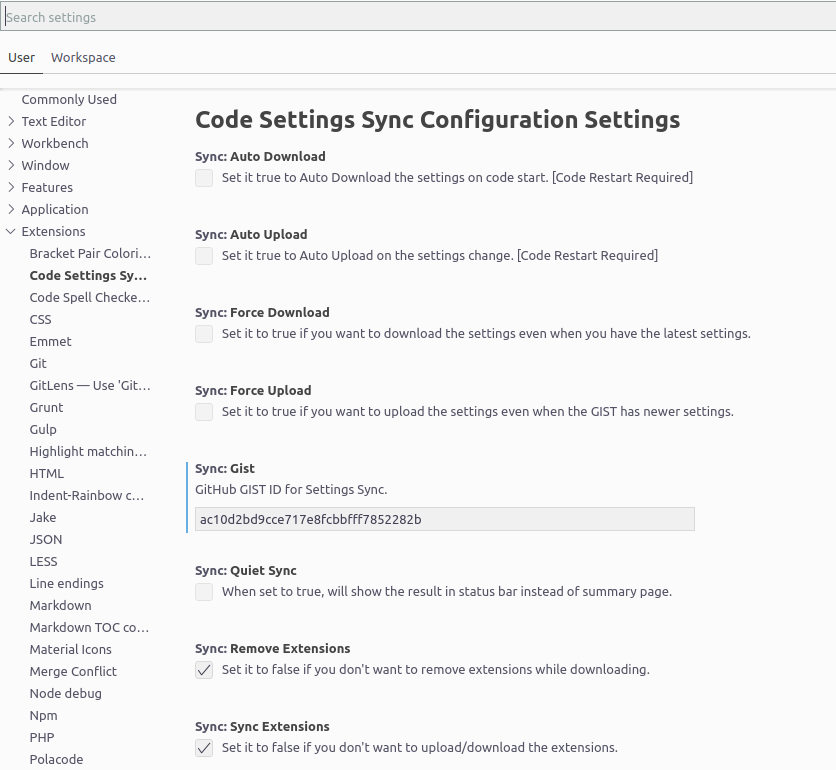 Search settings
User
Workspace
Commonly Used
Text Editor
Workbench
Window
Features
Application
Extensions
Bracket Pair Colori...
Code Settings Sy...
Code Spell Checke...
CSS
Emmet
Git
GitLens — Use 'Git...
Grunt
Gulp
Highlight matchin...
HTML
Indent-Rainbow c...
Jake
JSON
LESS
Line endings
Markdown
Markdown TOC co...
Material Icons
Merge Conflict
Node debug
Npm
PHP
Polacode
Code Settings Sync Configuration Settings
Sync: Auto Download
Set it true to Auto Download the settings on code start. [Code Restart Required]
Sync: Auto Upload
Set it true to Auto Upload on the settings change. [Code Restart Required]
Sync: Force Download
Set it to true if you want to download the settings even when you have the latest settings.
Sync: Force Upload
Set it to true if you want to upload the settings even when the GIST has newer settings.
Sync: Gist
GitHub GIST ID for Settings Sync.
ac10d2bd9cce717e8fcbbfff7852282b
Sync: Quiet Sync
When set to true, will show the result in status bar instead of summary page.
Sync: Remove Extensions
Set it to false if you don't want to remove extensions while downloading.
Sync: Sync Extensions
Set it to false if you don't want to upload/download the extensions.